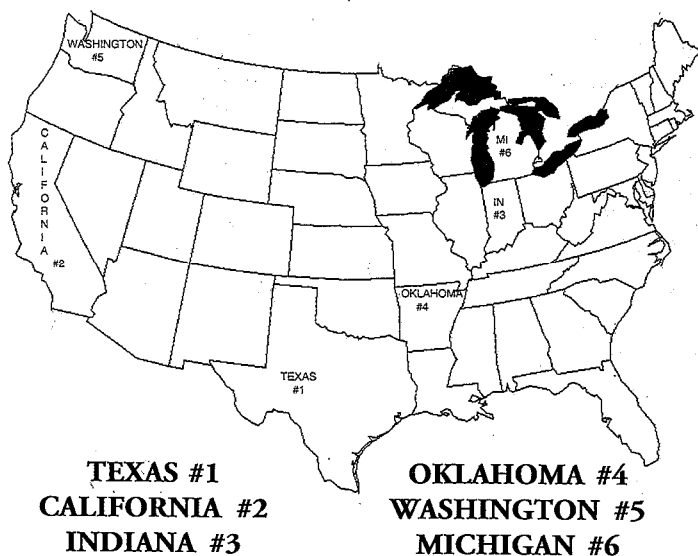 WASHINGTON
#5
MI
#6
CALIFORNIA
#2
IN
#3
OKLAHOMA
#4
TEXAS
#1
TEXAS #1
CALIFORNIA #2
INDIANA #3
OKLAHOMA #4
WASHINGTON #5
MICHIGAN #6